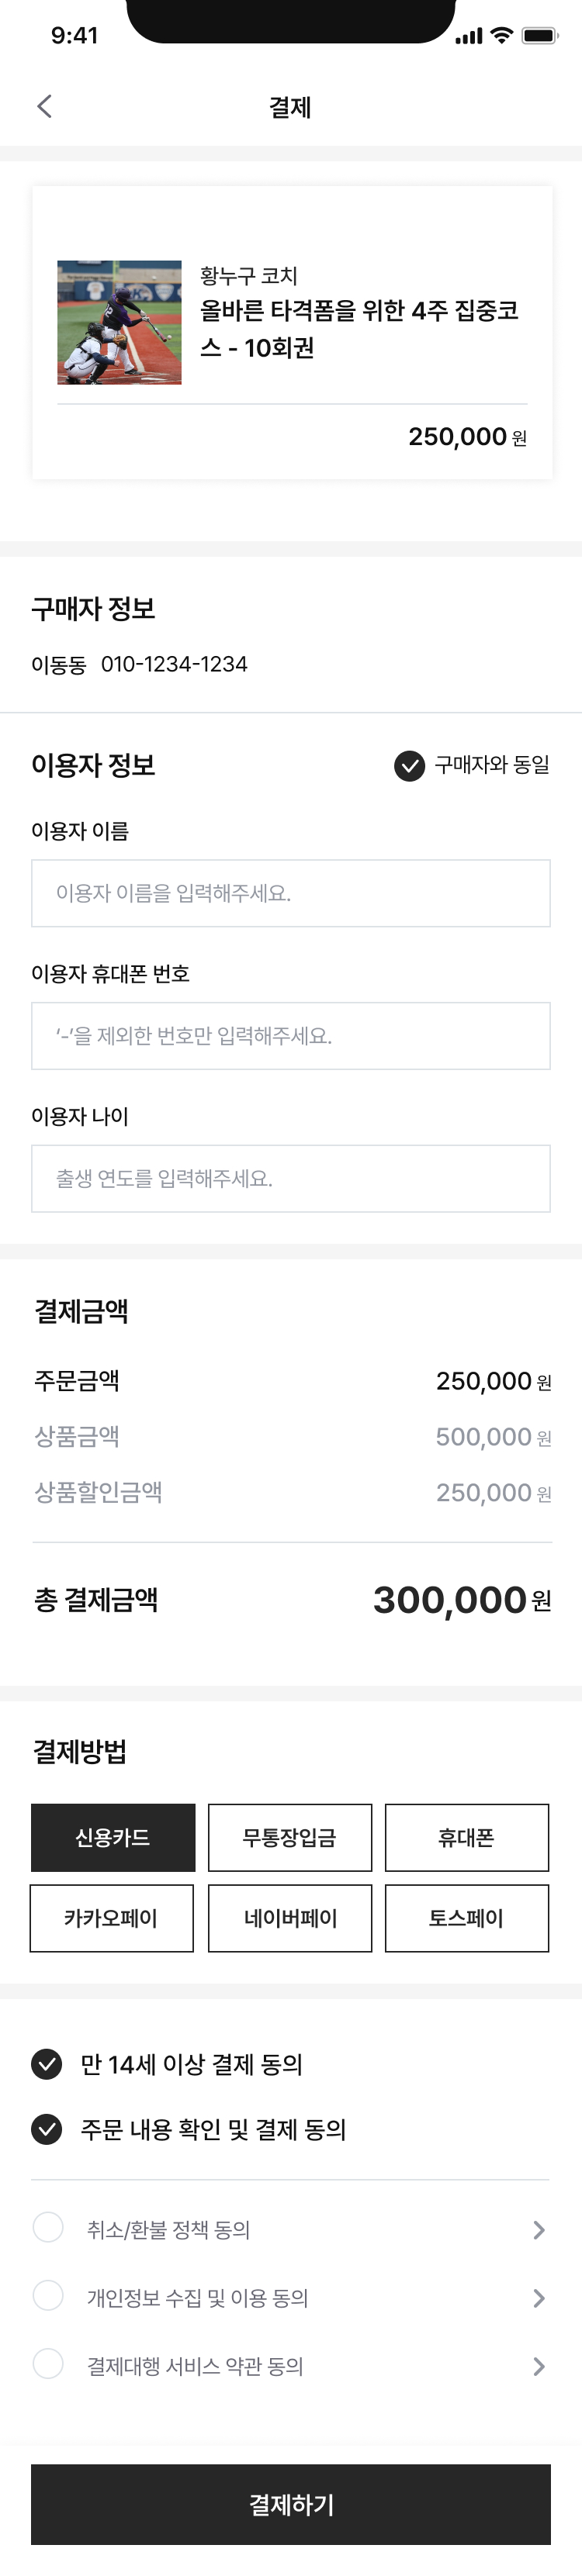 9:41
결제
황누구 코치
올바른 타격폼을 위한 4주 집중코
스 - 10회권
250,000 원
구매자 정보
이동동 010-1234-1234
이용자 정보
구매자와 동일
이용자 이름
이용자 이름을 입력해주세요.
이용자 휴대폰 번호
‘-’을 제외한 번호만 입력해주세요.
이용자 나이
출생 연도를 입력해주세요.
결제금액
주문금액 250,000 원
상품금액 500,000 원
상품할인금액 250,000 원
총 결제금액 300,000 원
결제방법
신용카드 무통장입금 휴대폰
카카오페이 네이버페이 토스페이
만 14세 이상 결제 동의
주문 내용 확인 및 결제 동의
취소/환불 정책 동의
개인정보 수집 및 이용 동의
결제대행 서비스 약관 동의
결제하기